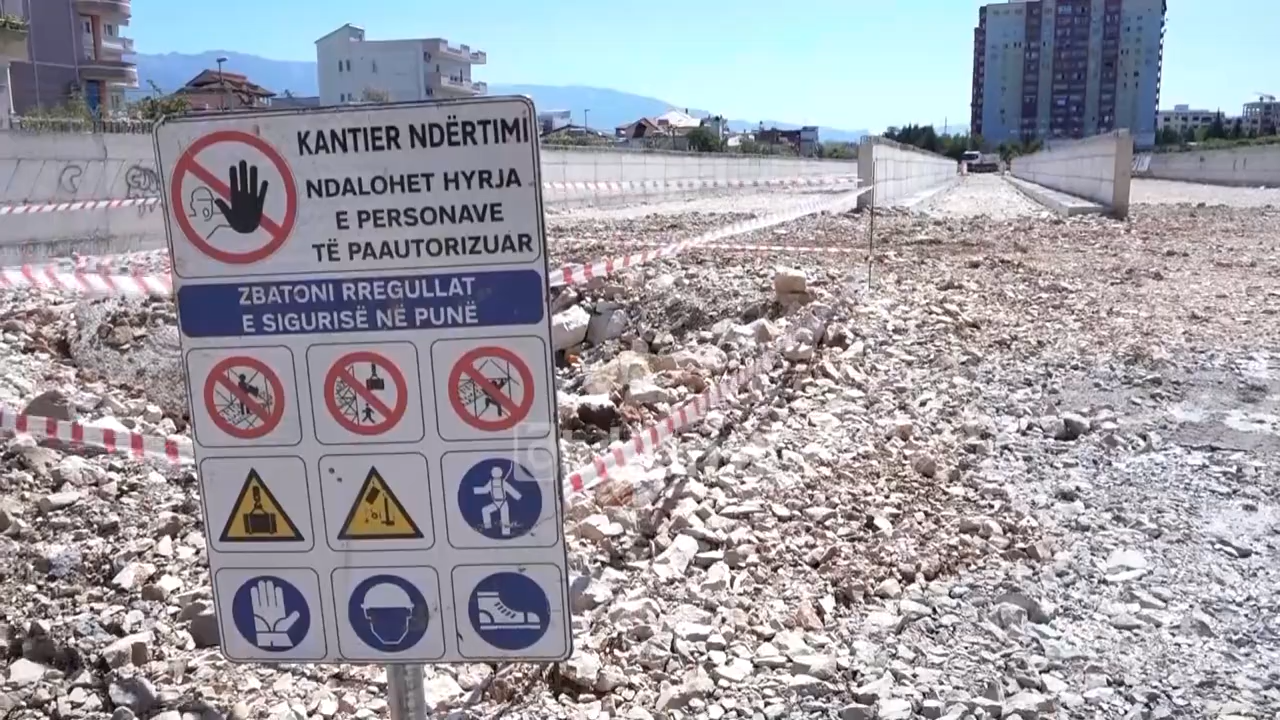 KANTIER NDËRTIMI
NDALOHET HYRJA
E PERSONAVE
TË PAAUTORIZUAR
ZBATONI RREGULLAT
E SIGURISË NË PUNË